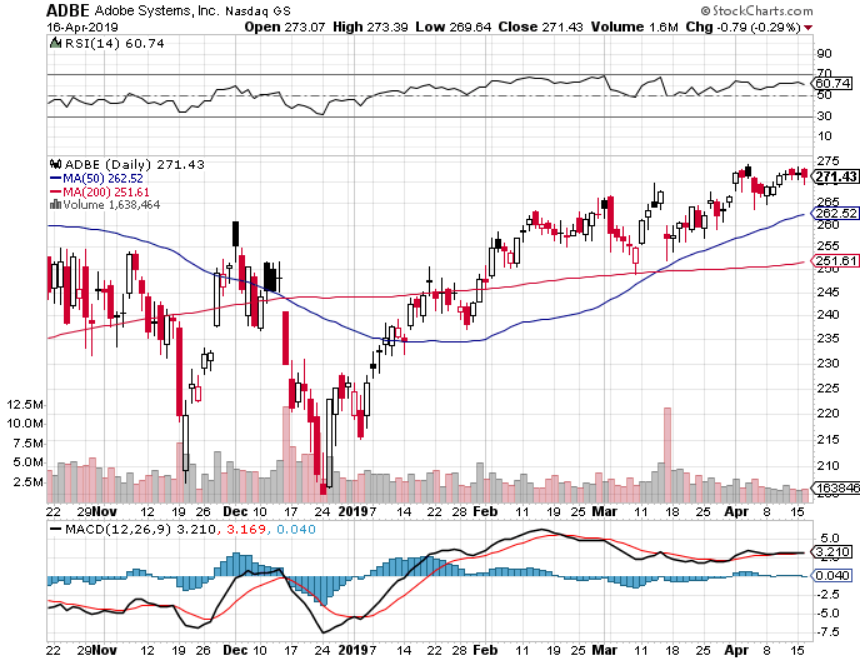 ADBE Adobe Systems, Inc. Nasdaq GS © StockCharts.com
16-Apr-2019 Open 273.07 High 273.39 Low 269.64 Close 271.43 Volume 1.6M Chg -0.79 (-0.29%)
RSI(14) 60.74
90
70
60.74
50
30
10
ADBE (Daily) 271.43
MA(50) 262.52
MA(200) 251.61
Volume 1,638,464
275
271.43
265
262.52
260
255
251.61
250
245
240
235
230
225
220
215
210
12.5M
10.0M
7.5M
5.0M
2.5M
163846
22 29 Nov 12 19 26 Dec 10 17 24 2019 7 14 22 28 Feb 11 19 25 Mar 11 18 25 Apr 8 15
MACD(12,26,9) 3.210, 3.169, 0.040
5.0
3.210
0.040
-2.5
-5.0
-7.5
22 29 Nov 12 19 26 Dec 10 17 24 2019 7 14 22 28 Feb 11 19 25 Mar 11 18 25 Apr 8 15